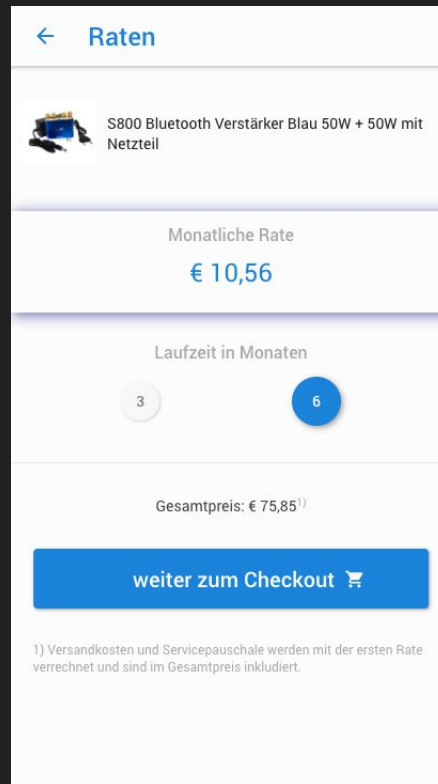 Raten
S800 Bluetooth Verstärker Blau 50W + 50W mit
Netzteil
Monatliche Rate
€ 10,56
Laufzeit in Monaten
3 6
Gesamtpreis: € 75,85¹⁾
weiter zum Checkout
1) Versandkosten und Servicepauschale werden mit der ersten Rate
verrechnet und sind im Gesamtpreis inkludiert.